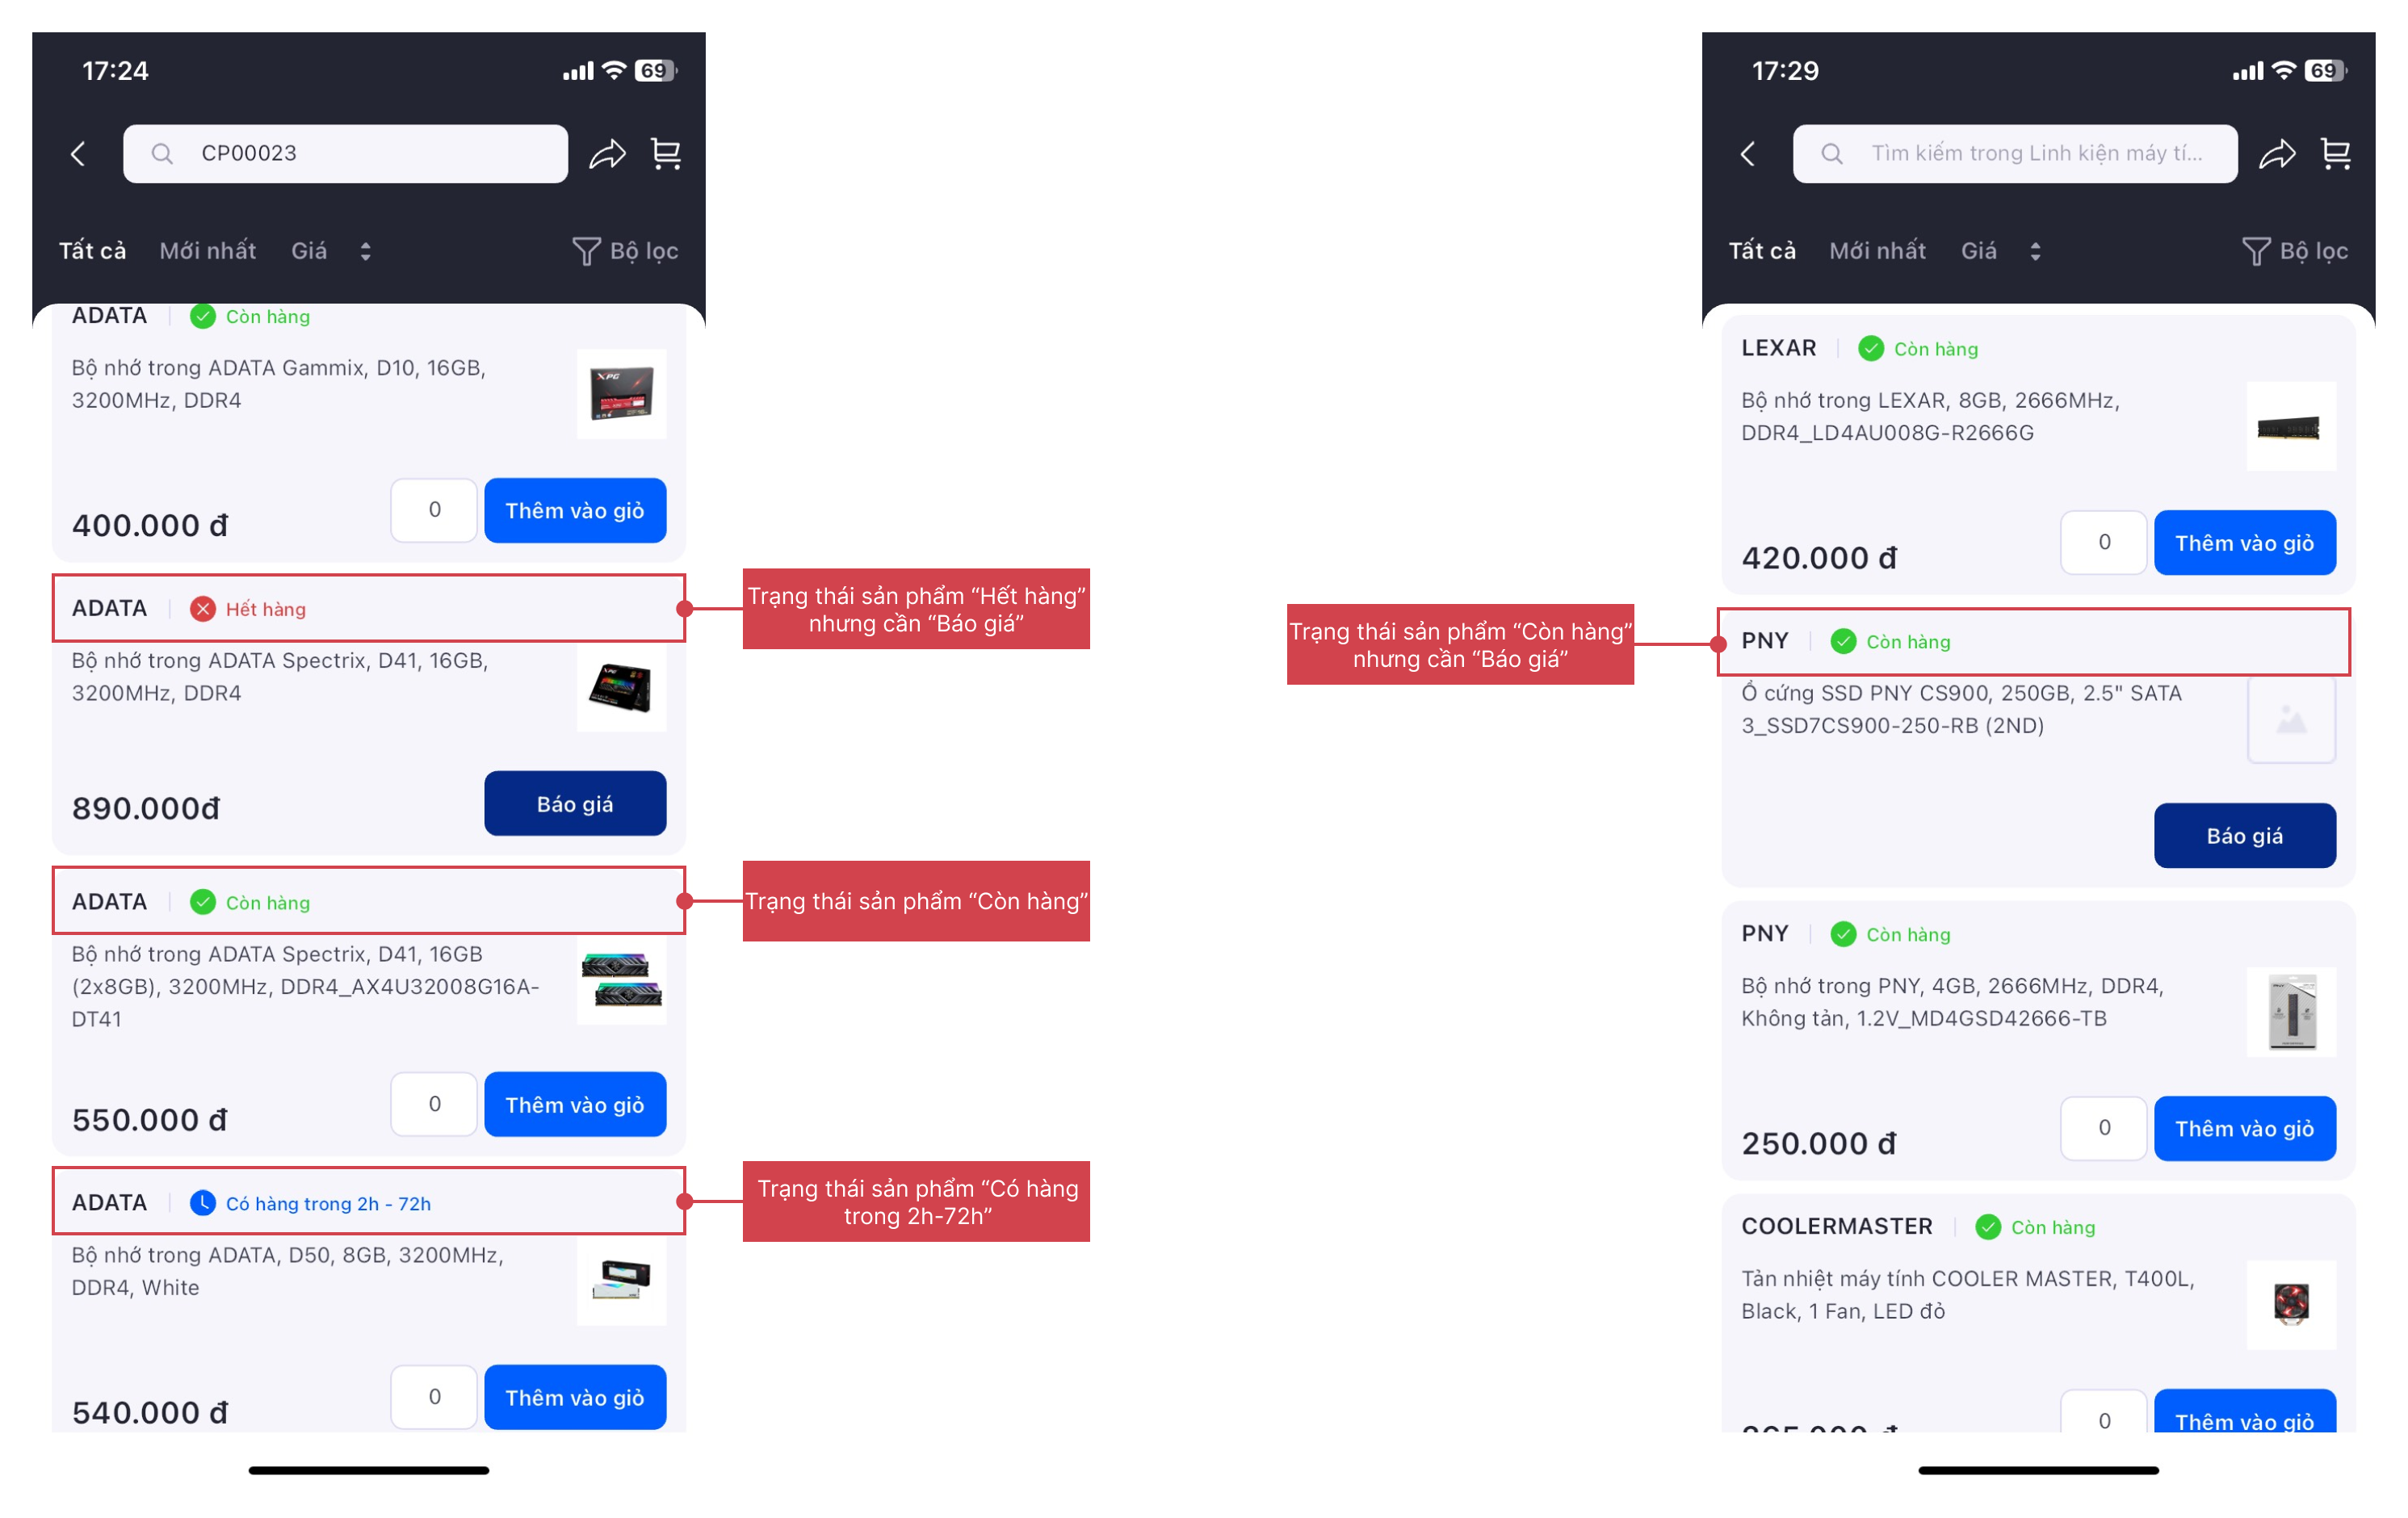 17:24
69
CP00023
Tất cả Mới nhất Giá Bộ lọc
ADATA Còn hàng
Bộ nhớ trong ADATA Gammix, D10, 16GB,
3200MHz, DDR4
400.000 đ 0 Thêm vào giỏ
ADATA Hết hàng
Bộ nhớ trong ADATA Spectrix, D41, 16GB,
3200MHz, DDR4
890.000đ Báo giá
ADATA Còn hàng
Bộ nhớ trong ADATA Spectrix, D41, 16GB
(2x8GB), 3200MHz, DDR4_AX4U32008G16A-
DT41
550.000 đ 0 Thêm vào giỏ
ADATA Có hàng trong 2h - 72h
Bộ nhớ trong ADATA, D50, 8GB, 3200MHz,
DDR4, White
540.000 đ 0 Thêm vào giỏ
Trạng thái sản phẩm “Hết hàng”
nhưng cần “Báo giá”
Trạng thái sản phẩm “Còn hàng”
Trạng thái sản phẩm “Có hàng
trong 2h-72h”
Trạng thái sản phẩm “Còn hàng”
nhưng cần “Báo giá”
17:29
69
Tìm kiếm trong Linh kiện máy tí...
Tất cả Mới nhất Giá Bộ lọc
LEXAR Còn hàng
Bộ nhớ trong LEXAR, 8GB, 2666MHz,
DDR4_LD4AU008G-R2666G
420.000 đ 0 Thêm vào giỏ
PNY Còn hàng
Ổ cứng SSD PNY CS900, 250GB, 2.5" SATA
3_SSD7CS900-250-RB (2ND)
Báo giá
PNY Còn hàng
Bộ nhớ trong PNY, 4GB, 2666MHz, DDR4,
Không tản, 1.2V_MD4GSD42666-TB
250.000 đ 0 Thêm vào giỏ
COOLERMASTER Còn hàng
Tản nhiệt máy tính COOLER MASTER, T400L,
Black, 1 Fan, LED đỏ
0 Thêm vào giỏ